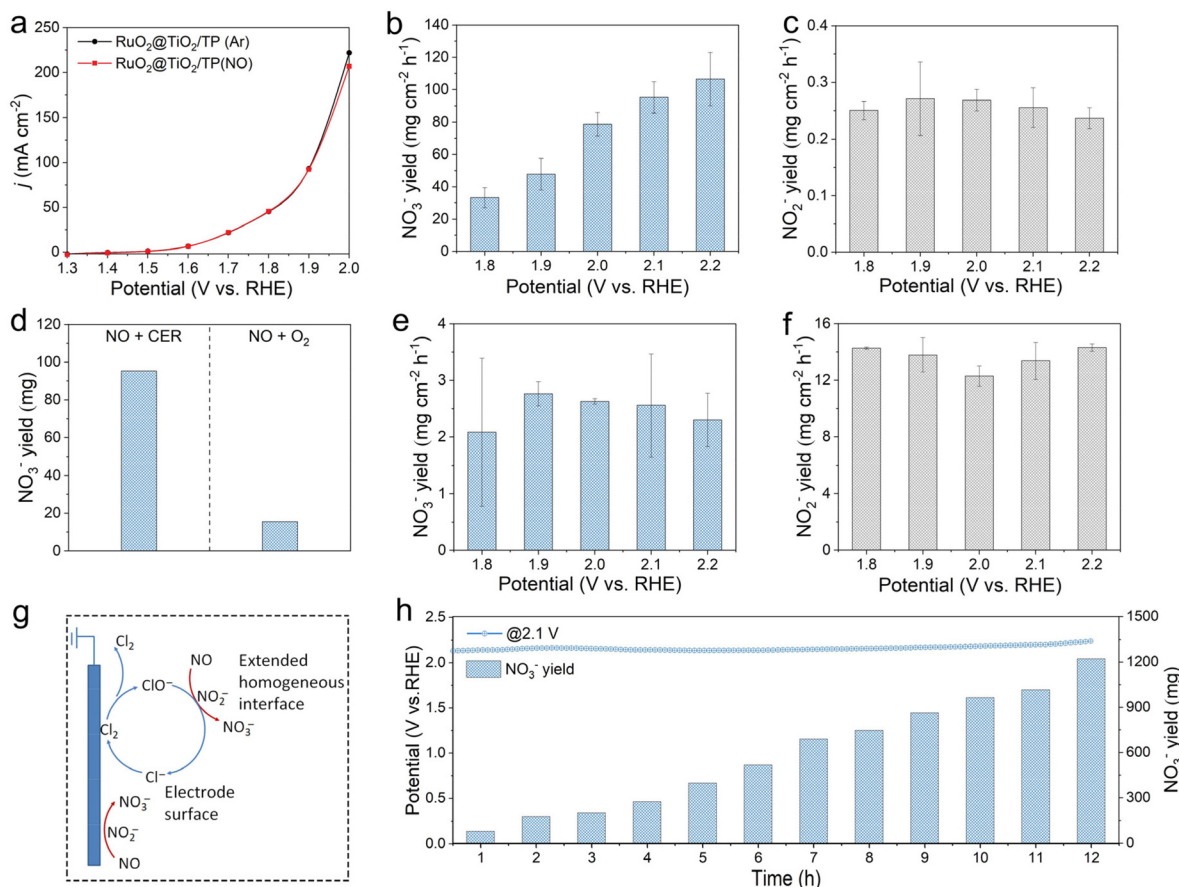 a
RuO₂@TiO₂/TP (Ar)
RuO₂@TiO₂/TP(NO)
j (mA cm⁻²)
250
200
150
100
50
0
1.3 1.4 1.5 1.6 1.7 1.8 1.9 2.0
Potential (V vs. RHE)
b
NO₃⁻ yield (mg cm⁻² h⁻¹)
140
120
100
80
60
40
20
0
1.8 1.9 2.0 2.1 2.2
Potential (V vs. RHE)
c
NO₂⁻ yield (mg cm⁻² h⁻¹)
0.4
0.3
0.2
0.1
0.0
1.8 1.9 2.0 2.1 2.2
Potential (V vs. RHE)
d
NO + CER NO + O₂
NO₃⁻ yield (mg)
120
100
80
60
40
20
0
e
NO₃⁻ yield (mg cm⁻² h⁻¹)
4
3
2
1
0
1.8 1.9 2.0 2.1 2.2
Potential (V vs. RHE)
f
NO₂⁻ yield (mg cm⁻² h⁻¹)
16
12
8
4
0
1.8 1.9 2.0 2.1 2.2
Potential (V vs. RHE)
g
Cl₂
ClO⁻
NO
Extended
homogeneous
interface
NO₂⁻
NO₃⁻
Cl₂
Cl⁻
Electrode
surface
NO₃⁻
NO₂⁻
NO
h
@2.1 V
NO₃⁻ yield
Potential (V vs.RHE)
2.5
2.0
1.5
1.0
0.5
0.0
NO₃⁻ yield (mg)
1500
1200
900
600
300
0
1 2 3 4 5 6 7 8 9 10 11 12
Time (h)